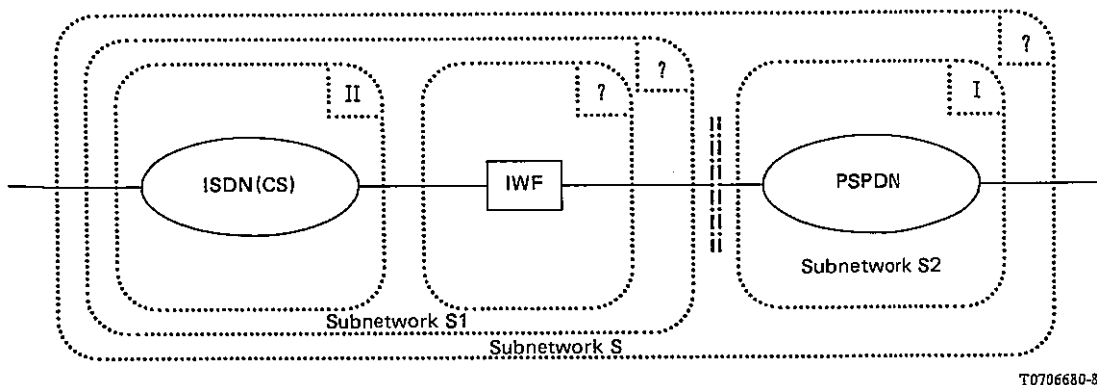 ?
?
II
?
I
ISDN(CS)
IWF
PSPDN
Subnetwork S2
Subnetwork S1
Subnetwork S
T0706680-8